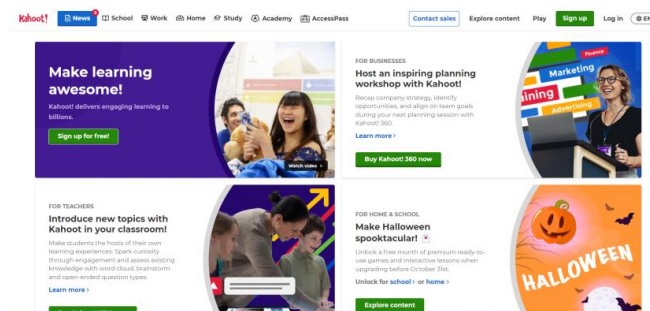 Kahoot!
News
School
Work
Home
Study
Academy
AccessPass
Contact sales
Explore content
Play
Sign up
Log in
EN
Make learning
awesome!
Kahoot! delivers engaging learning to
billions.
Sign up for free!
Watch video
FOR BUSINESSES
Host an inspiring planning
workshop with Kahoot!
Recap company strategy, identify
opportunities, and align on team goals
during your next planning session with
Kahoot! 360.
Learn more ›
Buy Kahoot! 360 now
Finance
Marketing
ining
Advertising
FOR TEACHERS
Introduce new topics with
Kahoot in your classroom!
Make students the hosts of their own
learning experiences: Spark curiosity
through engagement and assess existing
knowledge with word cloud, brainstorm
and open-ended question types.
Learn more ›
FOR HOME & SCHOOL
Make Halloween
spooktacular!
Unlock a free month of premium ready-to-
use games and interactive lessons when
upgrading before October 31st.
Unlock for school › or home ›
Explore content
HALLOWEEN